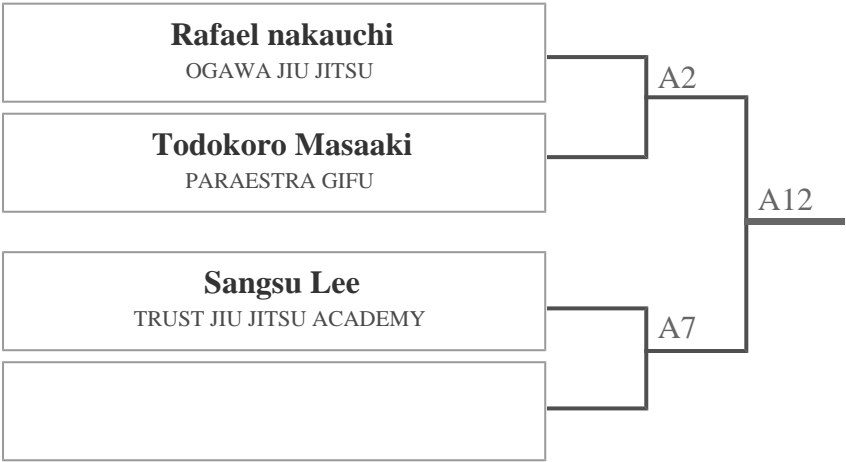 Rafael nakauchi
OGAWA JIU JITSU
A2
Todokoro Masaaki
PARAESTRA GIFU
A12
Sangsu Lee
TRUST JIU JITSU ACADEMY
A7